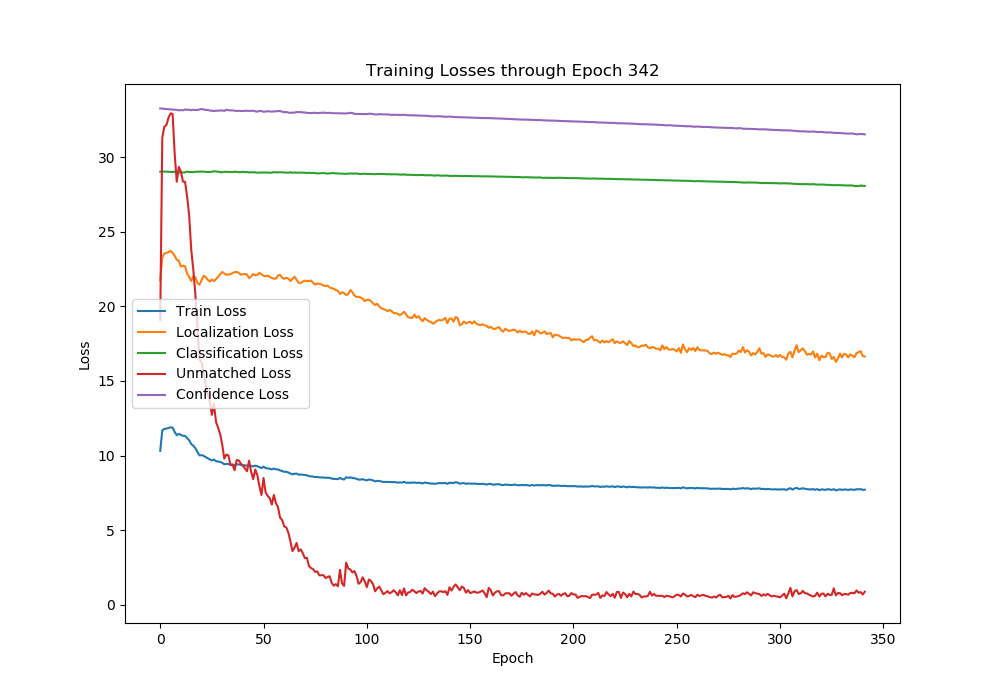 Training Losses through Epoch 342
Loss
30
25
20
15
10
5
0
Train Loss
Localization Loss
Classification Loss
Unmatched Loss
Confidence Loss
0 50 100 150 200 250 300 350
Epoch